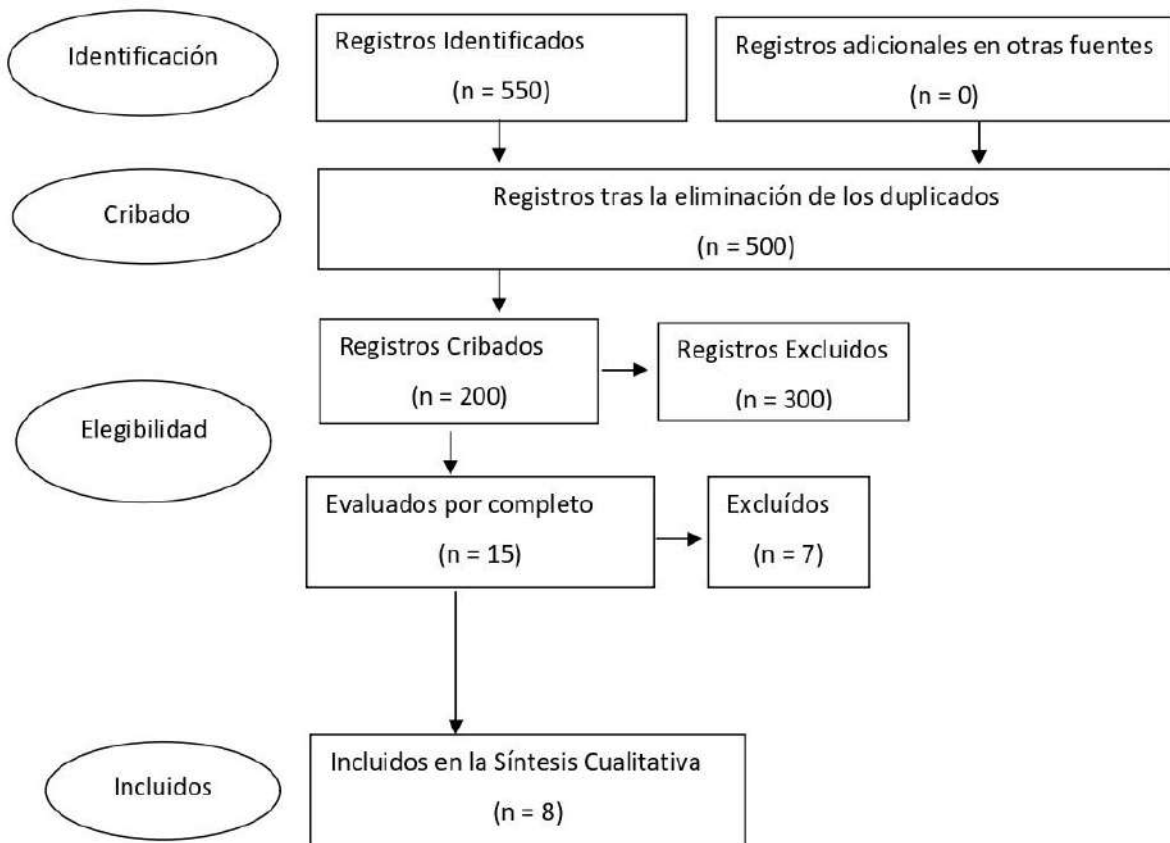 Identificación
Registros Identificados
(n = 550)
Registros adicionales en otras fuentes
(n = 0)
Cribado
Registros tras la eliminación de los duplicados
(n = 500)
Elegibilidad
Registros Cribados
(n = 200)
Registros Excluidos
(n = 300)
Evaluados por completo
(n = 15)
Excluídos
(n = 7)
Incluidos
Incluidos en la Síntesis Cualitativa
(n = 8)